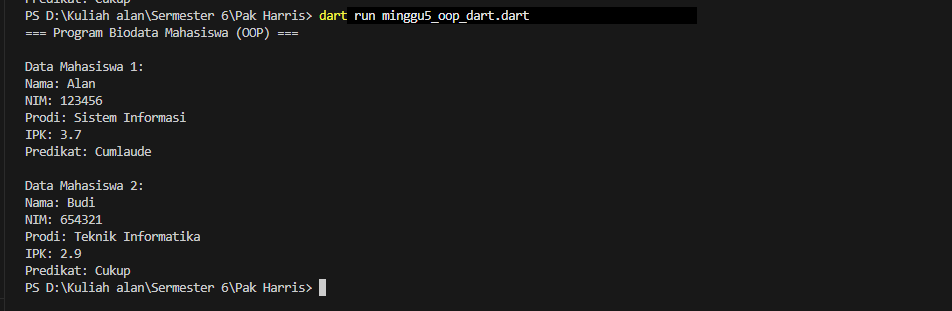 Predikat: Cukup
PS D:\Kuliah alan\Sermester 6\Pak Harris> dart run minggu5_oop_dart.dart
=== Program Biodata Mahasiswa (OOP) ===
Data Mahasiswa 1:
Nama: Alan
NIM: 123456
Prodi: Sistem Informasi
IPK: 3.7
Predikat: Cumlaude
Data Mahasiswa 2:
Nama: Budi
NIM: 654321
Prodi: Teknik Informatika
IPK: 2.9
Predikat: Cukup
PS D:\Kuliah alan\Sermester 6\Pak Harris>